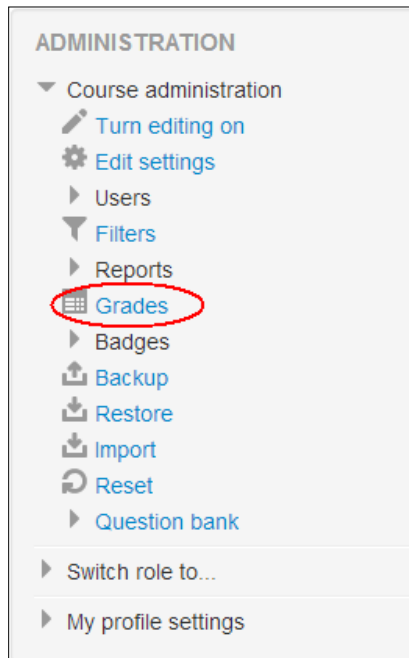 ADMINISTRATION
Course administration
Turn editing on
Edit settings
Users
Filters
Reports
Grades
Badges
Backup
Restore
Import
Reset
Question bank
Switch role to...
My profile settings